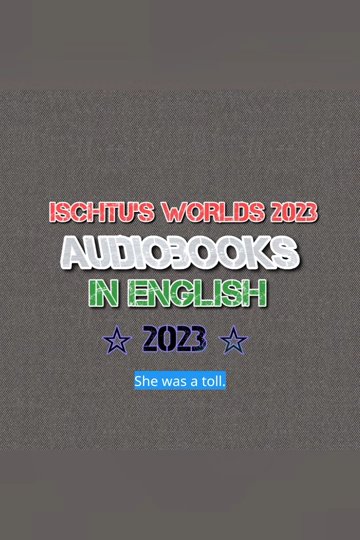 ISCHTU'S WORLDS 2023
AUDIOBOOKS
IN ENGLISH
☆ 2023 ☆
She was a toll.